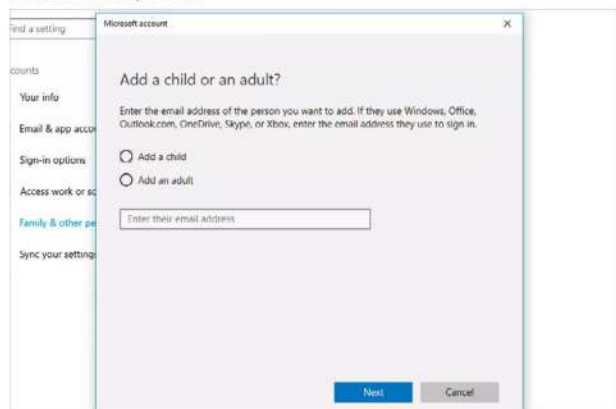 Microsoft account
Find a setting
Add a child or an adult?
Enter the email address of the person you want to add. If they use Windows, Office,
Outlook.com, OneDrive, Skype, or Xbox, enter the email address they use to sign in.
Add a child
Add an adult
Enter their email address
Next
Cancel
counts
Your info
Email & app accou
Sign-in options
Access work or sc
Family & other pe
Sync your settings